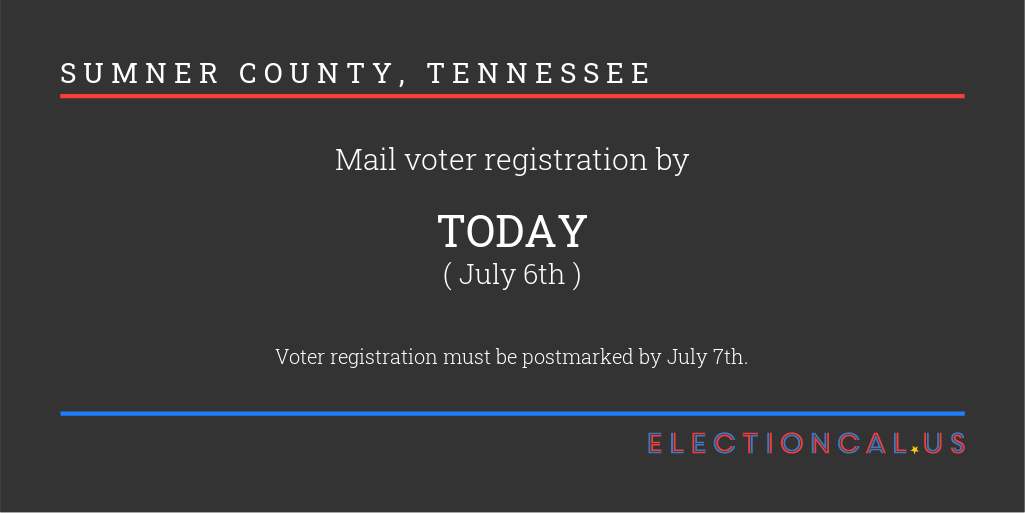 SUMNER COUNTY, TENNESSEE
Mail voter registration by
TODAY
( July 6th )
Voter registration must be postmarked by July 7th.
ELECTIONCAL.US